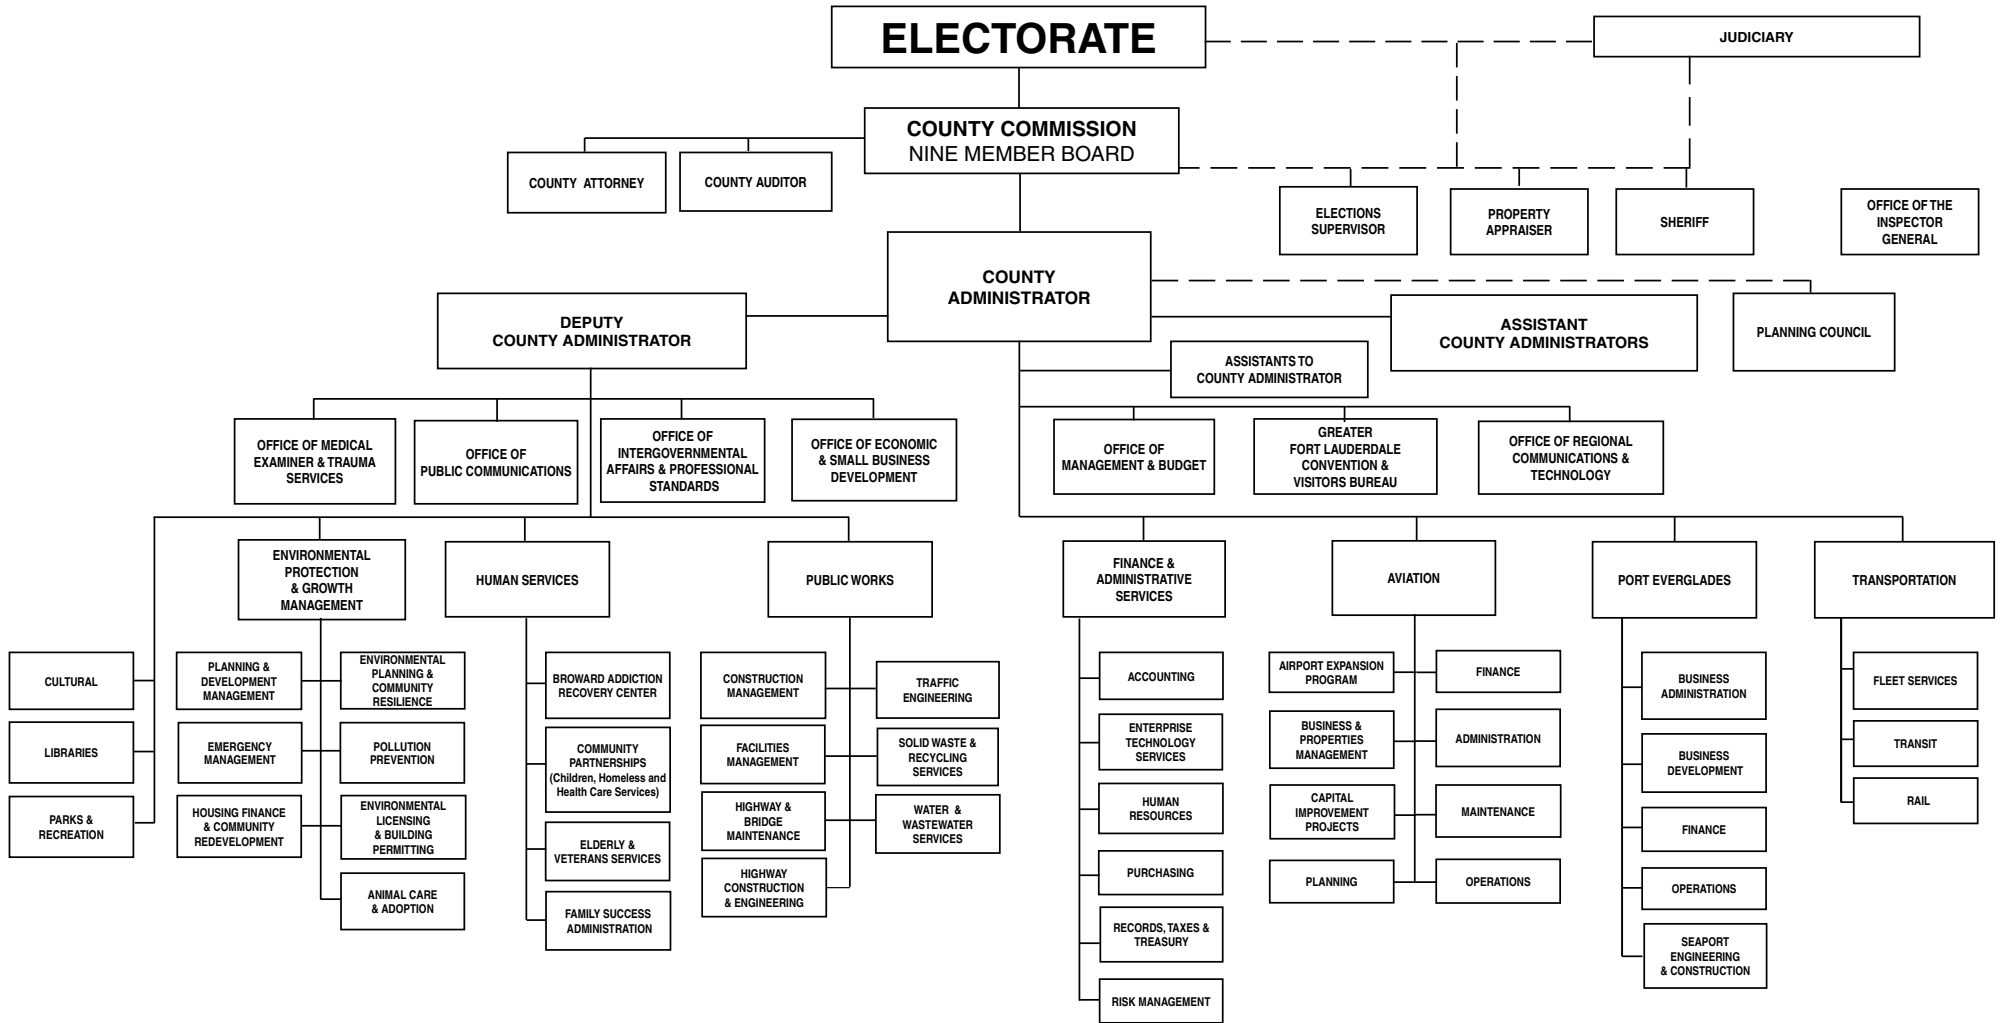 ELECTORATE
JUDICIARY
COUNTY COMMISSION
NINE MEMBER BOARD
COUNTY ATTORNEY
COUNTY AUDITOR
ELECTIONS
SUPERVISOR
PROPERTY
APPRAISER
SHERIFF
OFFICE OF THE
INSPECTOR
GENERAL
COUNTY
ADMINISTRATOR
DEPUTY
COUNTY ADMINISTRATOR
ASSISTANT
COUNTY ADMINISTRATORS
PLANNING COUNCIL
ASSISTANTS TO
COUNTY ADMINISTRATOR
OFFICE OF MEDICAL
EXAMINER & TRAUMA
SERVICES
OFFICE OF
PUBLIC COMMUNICATIONS
OFFICE OF
INTERGOVERNMENTAL
AFFAIRS & PROFESSIONAL
STANDARDS
OFFICE OF ECONOMIC
& SMALL BUSINESS
DEVELOPMENT
OFFICE OF
MANAGEMENT & BUDGET
GREATER
FORT LAUDERDALE
CONVENTION &
VISITORS BUREAU
OFFICE OF REGIONAL
COMMUNICATIONS &
TECHNOLOGY
ENVIRONMENTAL
PROTECTION
& GROWTH
MANAGEMENT
HUMAN SERVICES
PUBLIC WORKS
FINANCE &
ADMINISTRATIVE
SERVICES
AVIATION
PORT EVERGLADES
TRANSPORTATION
CULTURAL
LIBRARIES
PARKS &
RECREATION
PLANNING &
DEVELOPMENT
MANAGEMENT
ENVIRONMENTAL
PLANNING &
COMMUNITY
RESILIENCE
EMERGENCY
MANAGEMENT
POLLUTION
PREVENTION
HOUSING FINANCE
& COMMUNITY
REDEVELOPMENT
ENVIRONMENTAL
LICENSING
& BUILDING
PERMITTING
ANIMAL CARE
& ADOPTION
BROWARD ADDICTION
RECOVERY CENTER
COMMUNITY
PARTNERSHIPS
(Children, Homeless and
Health Care Services)
ELDERLY &
VETERANS SERVICES
FAMILY SUCCESS
ADMINISTRATION
CONSTRUCTION
MANAGEMENT
TRAFFIC
ENGINEERING
FACILITIES
MANAGEMENT
SOLID WASTE &
RECYCLING
SERVICES
HIGHWAY &
BRIDGE
MAINTENANCE
WATER &
WASTEWATER
SERVICES
HIGHWAY
CONSTRUCTION
& ENGINEERING
ACCOUNTING
ENTERPRISE
TECHNOLOGY
SERVICES
HUMAN
RESOURCES
PURCHASING
RECORDS, TAXES &
TREASURY
RISK MANAGEMENT
AIRPORT EXPANSION
PROGRAM
FINANCE
BUSINESS &
PROPERTIES
MANAGEMENT
ADMINISTRATION
CAPITAL
IMPROVEMENT
PROJECTS
MAINTENANCE
PLANNING
OPERATIONS
BUSINESS
ADMINISTRATION
BUSINESS
DEVELOPMENT
FINANCE
OPERATIONS
SEAPORT
ENGINEERING
& CONSTRUCTION
FLEET SERVICES
TRANSIT
RAIL